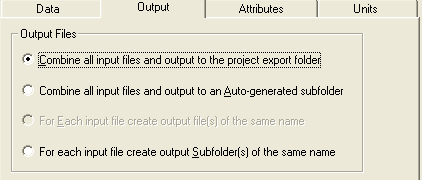 Data Output Attributes Units
Output Files
Combine all input files and output to the project export folder
Combine all input files and output to an Auto-generated subfolder
For Each input file create output file(s) of the same name
For each input file create output Subfolder(s) of the same name